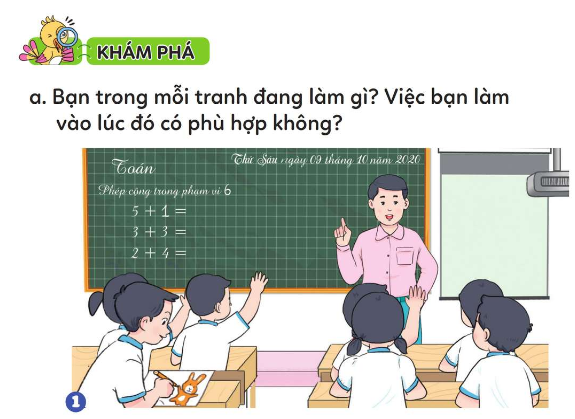 KHÁM PHÁ
a. Bạn trong mỗi tranh đang làm gì? Việc bạn làm
vào lúc đó có phù hợp không?
Thứ Sáu ngày 09 tháng 10 năm 2020
Toán
Phép cộng trong phạm vi 6
5 + 1 =
3 + 3 =
2 + 4 =
1